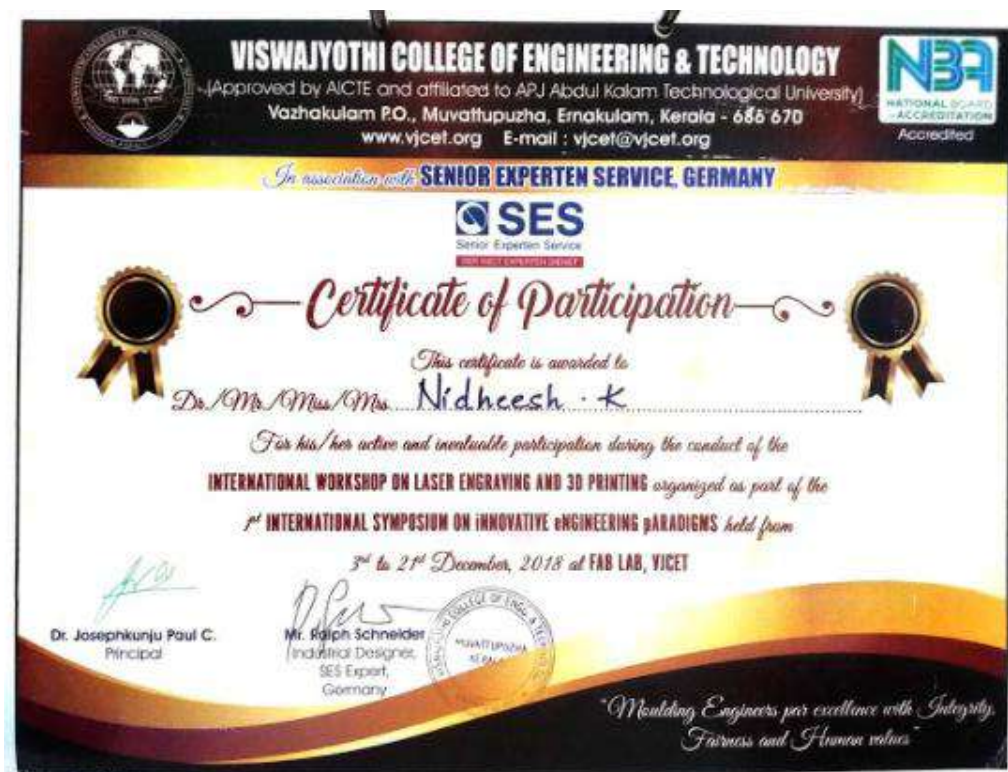 VISWAJYOTHI COLLEGE OF ENGINEERING & TECHNOLOGY
(Approved by AICTE and affiliated to APJ Abdul Kalam Technological University)
Vazhakulam P.O., Muvattupuzha, Ernakulam, Kerala - 686 670
www.vjcet.org E-mail : vjcet@vjcet.org
NBA
NATIONAL BOARD
of ACCREDITATION
Accredited
In association with SENIOR EXPERTEN SERVICE, GERMANY
SES
Senior Experten Service
Certificate of Participation
This certificate is awarded to
Dr./Mr./Miss/Mrs. Nidheesh . K
For his/her active and invaluable participation during the conduct of the
INTERNATIONAL WORKSHOP ON LASER ENGRAVING AND 3D PRINTING organized as part of the
1st INTERNATIONAL SYMPOSIUM ON iNNOVATIVE eNGINEERING pARADIGMS held from
3rd to 21st December, 2018 at FAB LAB, VJCET
Dr. Josephkunju Paul C.
Principal
Mr. Ralph Schneider
Industrial Designer,
SES Expert,
Germany
MUVATTUPUZHA
KERALA
"Moulding Engineers par excellence with Integrity,
Fairness and Human values"